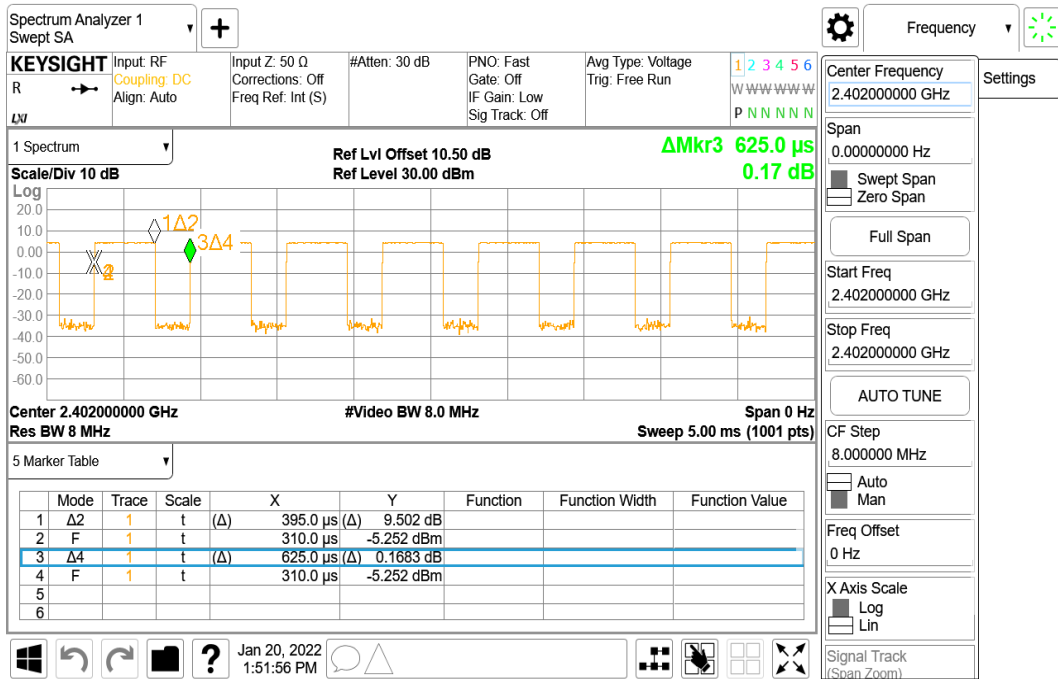 Spectrum Analyzer 1
Swept SA
+
Frequency
KEYSIGHT
R
LXI
Input: RF
Coupling: DC
Align: Auto
Input Z: 50 Ω
Corrections: Off
Freq Ref: Int (S)
#Atten: 30 dB
PNO: Fast
Gate: Off
IF Gain: Low
Sig Track: Off
Avg Type: Voltage
Trig: Free Run
1 2 3 4 5 6
W W W W W W
P N N N N N
1 Spectrum
Scale/Div 10 dB
Ref Lvl Offset 10.50 dB
Ref Level 30.00 dBm
ΔMkr3 625.0 µs
0.17 dB
Log
20.0
10.0
0.00
-10.0
-20.0
-30.0
-40.0
-50.0
-60.0
1Δ2
3Δ4
Center 2.402000000 GHz
Res BW 8 MHz
#Video BW 8.0 MHz
Span 0 Hz
Sweep 5.00 ms (1001 pts)
5 Marker Table
Mode Trace Scale X Y Function Function Width Function Value
1 Δ2 1 t (Δ) 395.0 µs (Δ) 9.502 dB
2 F 1 t 310.0 µs -5.252 dBm
3 Δ4 1 t (Δ) 625.0 µs (Δ) 0.1683 dB
4 F 1 t 310.0 µs -5.252 dBm
5
6
?
Jan 20, 2022
1:51:56 PM
Center Frequency
2.402000000 GHz
Span
0.00000000 Hz
Swept Span
Zero Span
Full Span
Start Freq
2.402000000 GHz
Stop Freq
2.402000000 GHz
AUTO TUNE
CF Step
8.000000 MHz
Auto
Man
Freq Offset
0 Hz
X Axis Scale
Log
Lin
Signal Track
(Span Zoom)
Settings